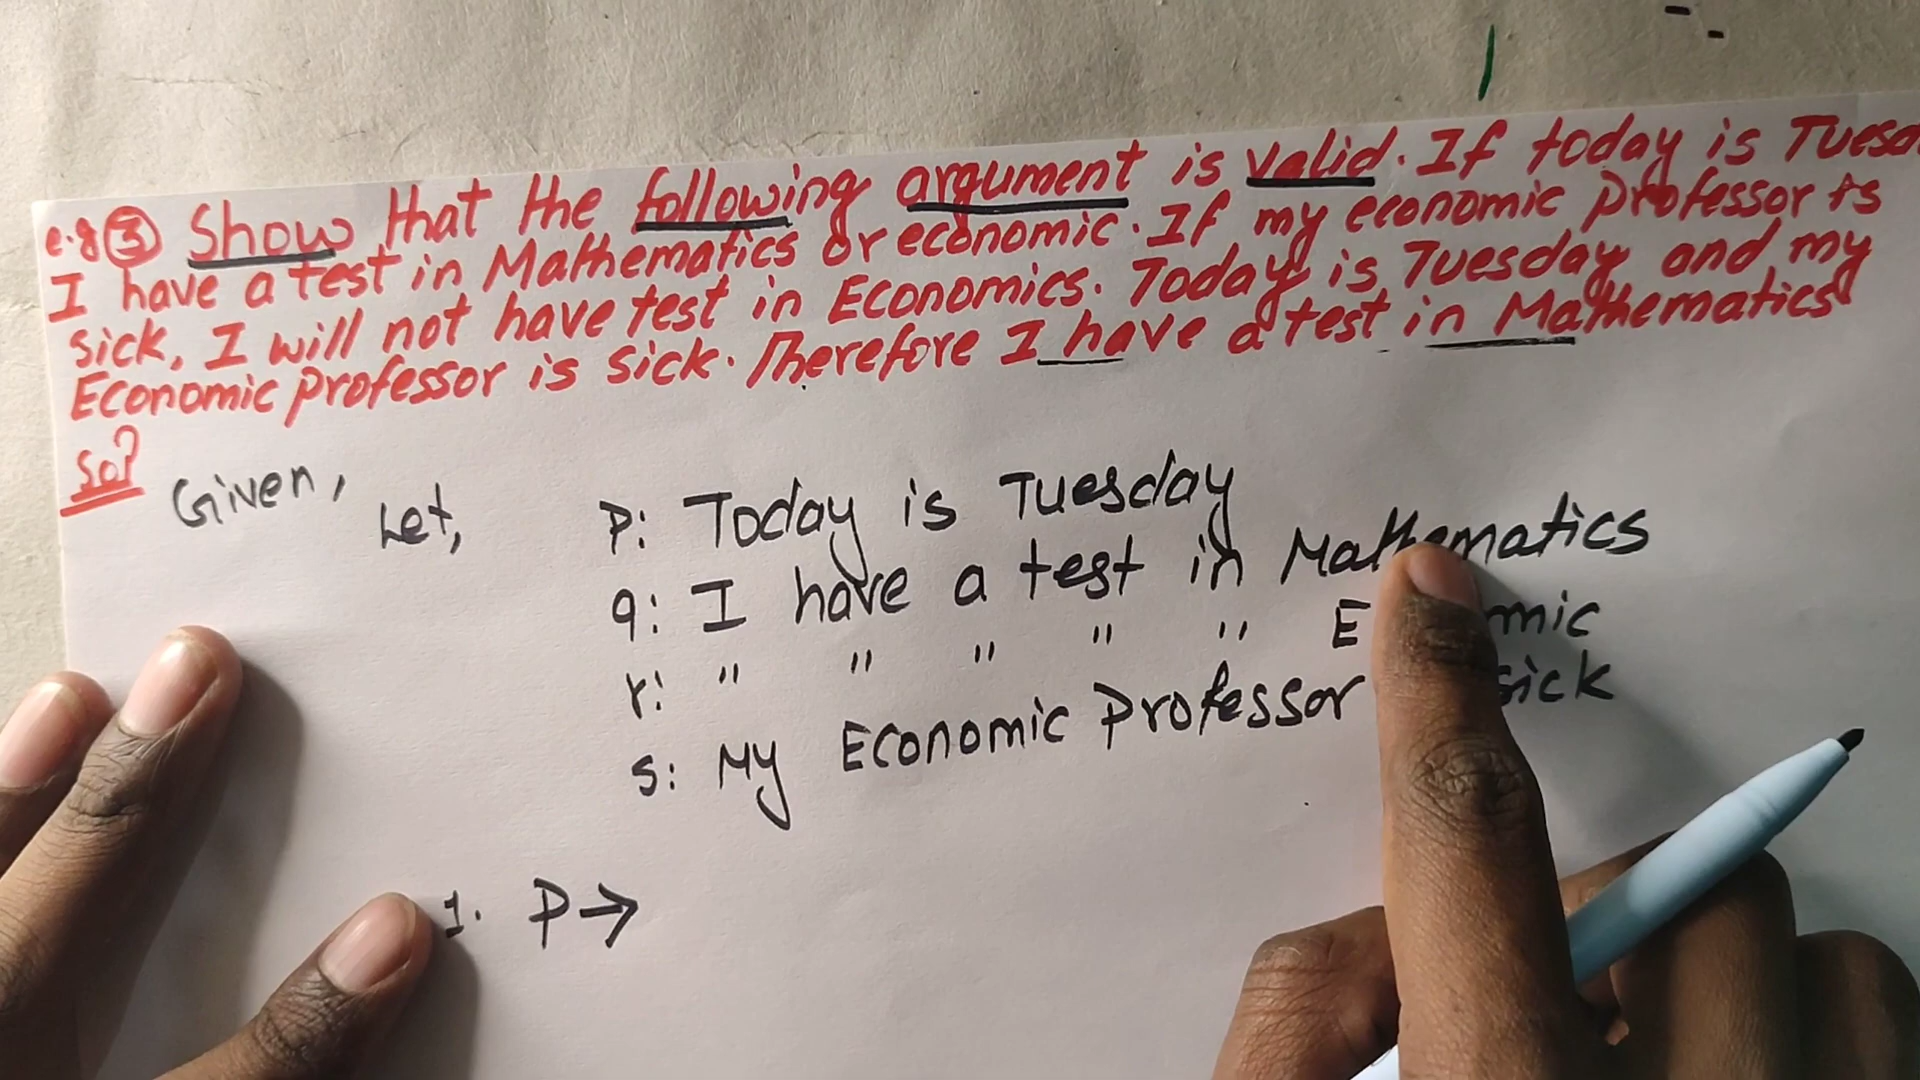 e.g ③ Show that the following argument is valid. If today is Tuesd
I have a test in Mathematics or economic. If my economic professor is
sick, I will not have test in Economics. Today is Tuesday and my
Economic professor is sick. Therefore I have a test in Mathematics
Sol
Given, Let, P: Today is Tuesday
q: I have a test in Mathematics
r: " " " " " E mic
s: My Economic Professor sick
1. P→